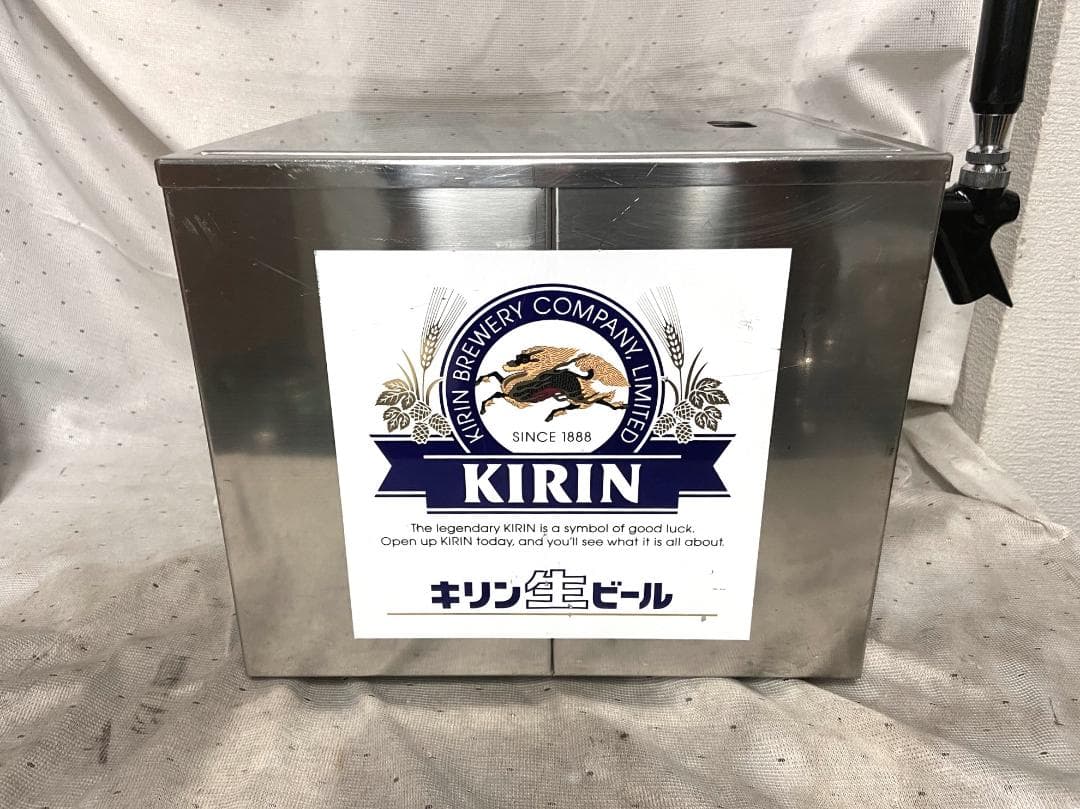 KIRIN BREWERY COMPANY, LIMITED
SINCE 1888
KIRIN
The legendary KIRIN is a symbol of good luck.
Open up KIRIN today, and you'll see what it is all about.
キリン生ビール